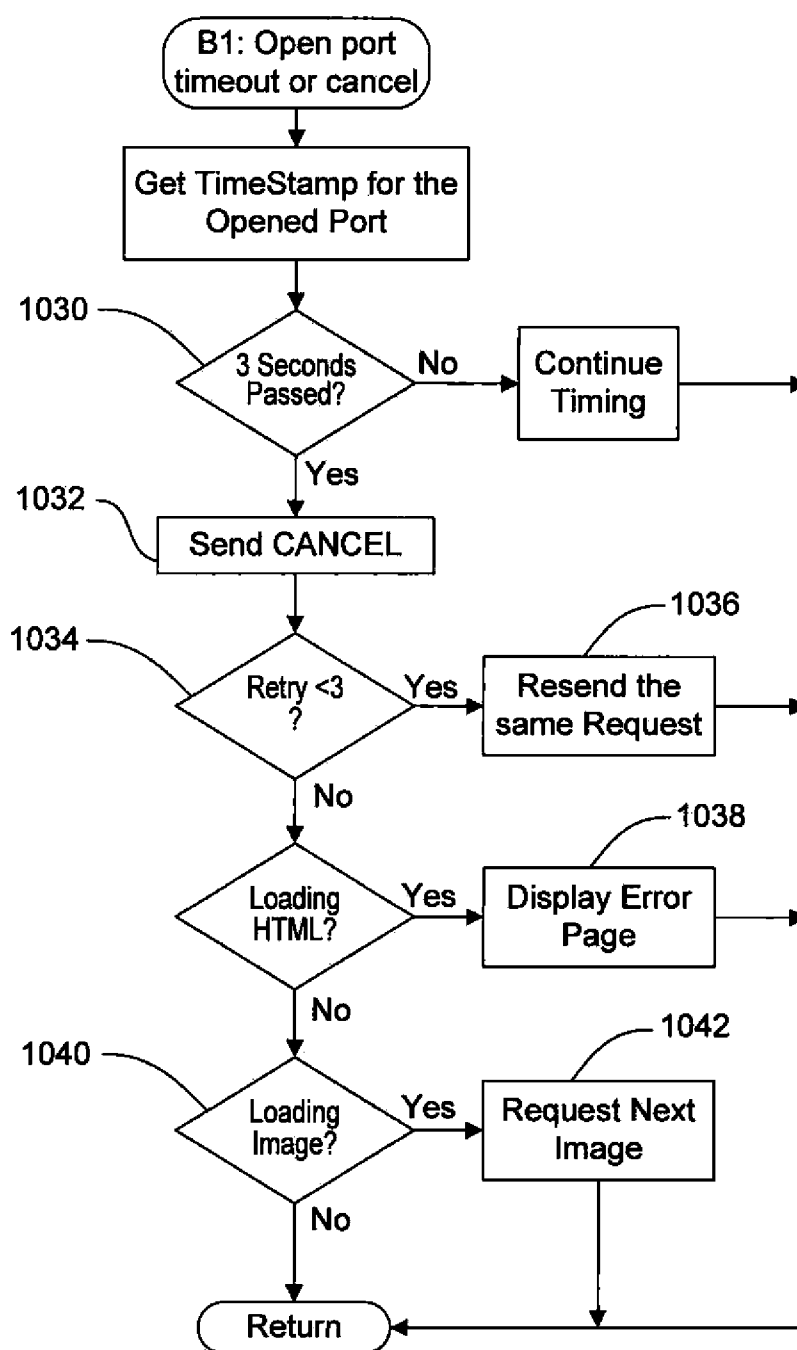 B1: Open port
timeout or cancel
Get TimeStamp for the
Opened Port
1030
3 Seconds
Passed?
No
Continue
Timing
Yes
1032
Send CANCEL
1034
Retry <3
?
Yes
1036
Resend the
same Request
No
Loading
HTML?
Yes
1038
Display Error
Page
No
1040
Loading
Image?
Yes
1042
Request Next
Image
No
Return